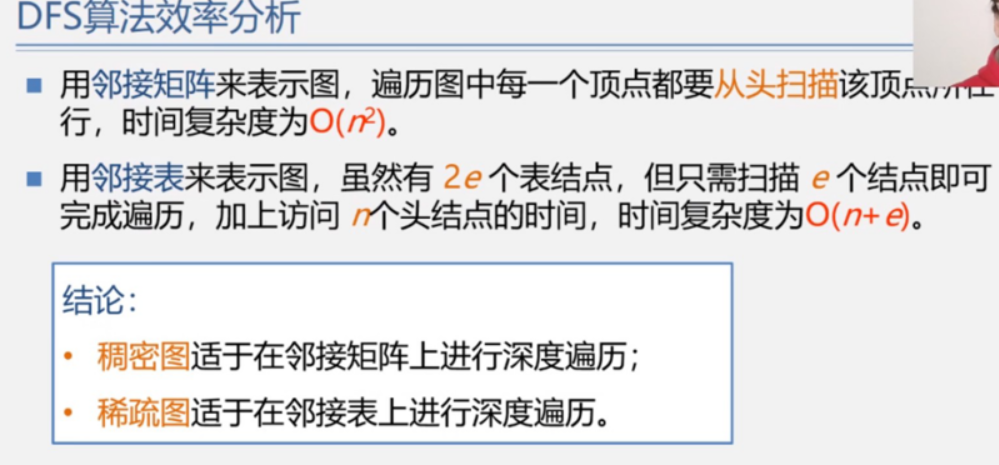 DFS算法效率分析
■ 用邻接矩阵来表示图，遍历图中每一个顶点都要从头扫描该顶点所在
行，时间复杂度为O(n²)。
■ 用邻接表来表示图，虽然有 2e 个表结点，但只需扫描 e 个结点即可
完成遍历，加上访问 n个头结点的时间，时间复杂度为O(n+e)。
结论：
• 稠密图适于在邻接矩阵上进行深度遍历；
• 稀疏图适于在邻接表上进行深度遍历。